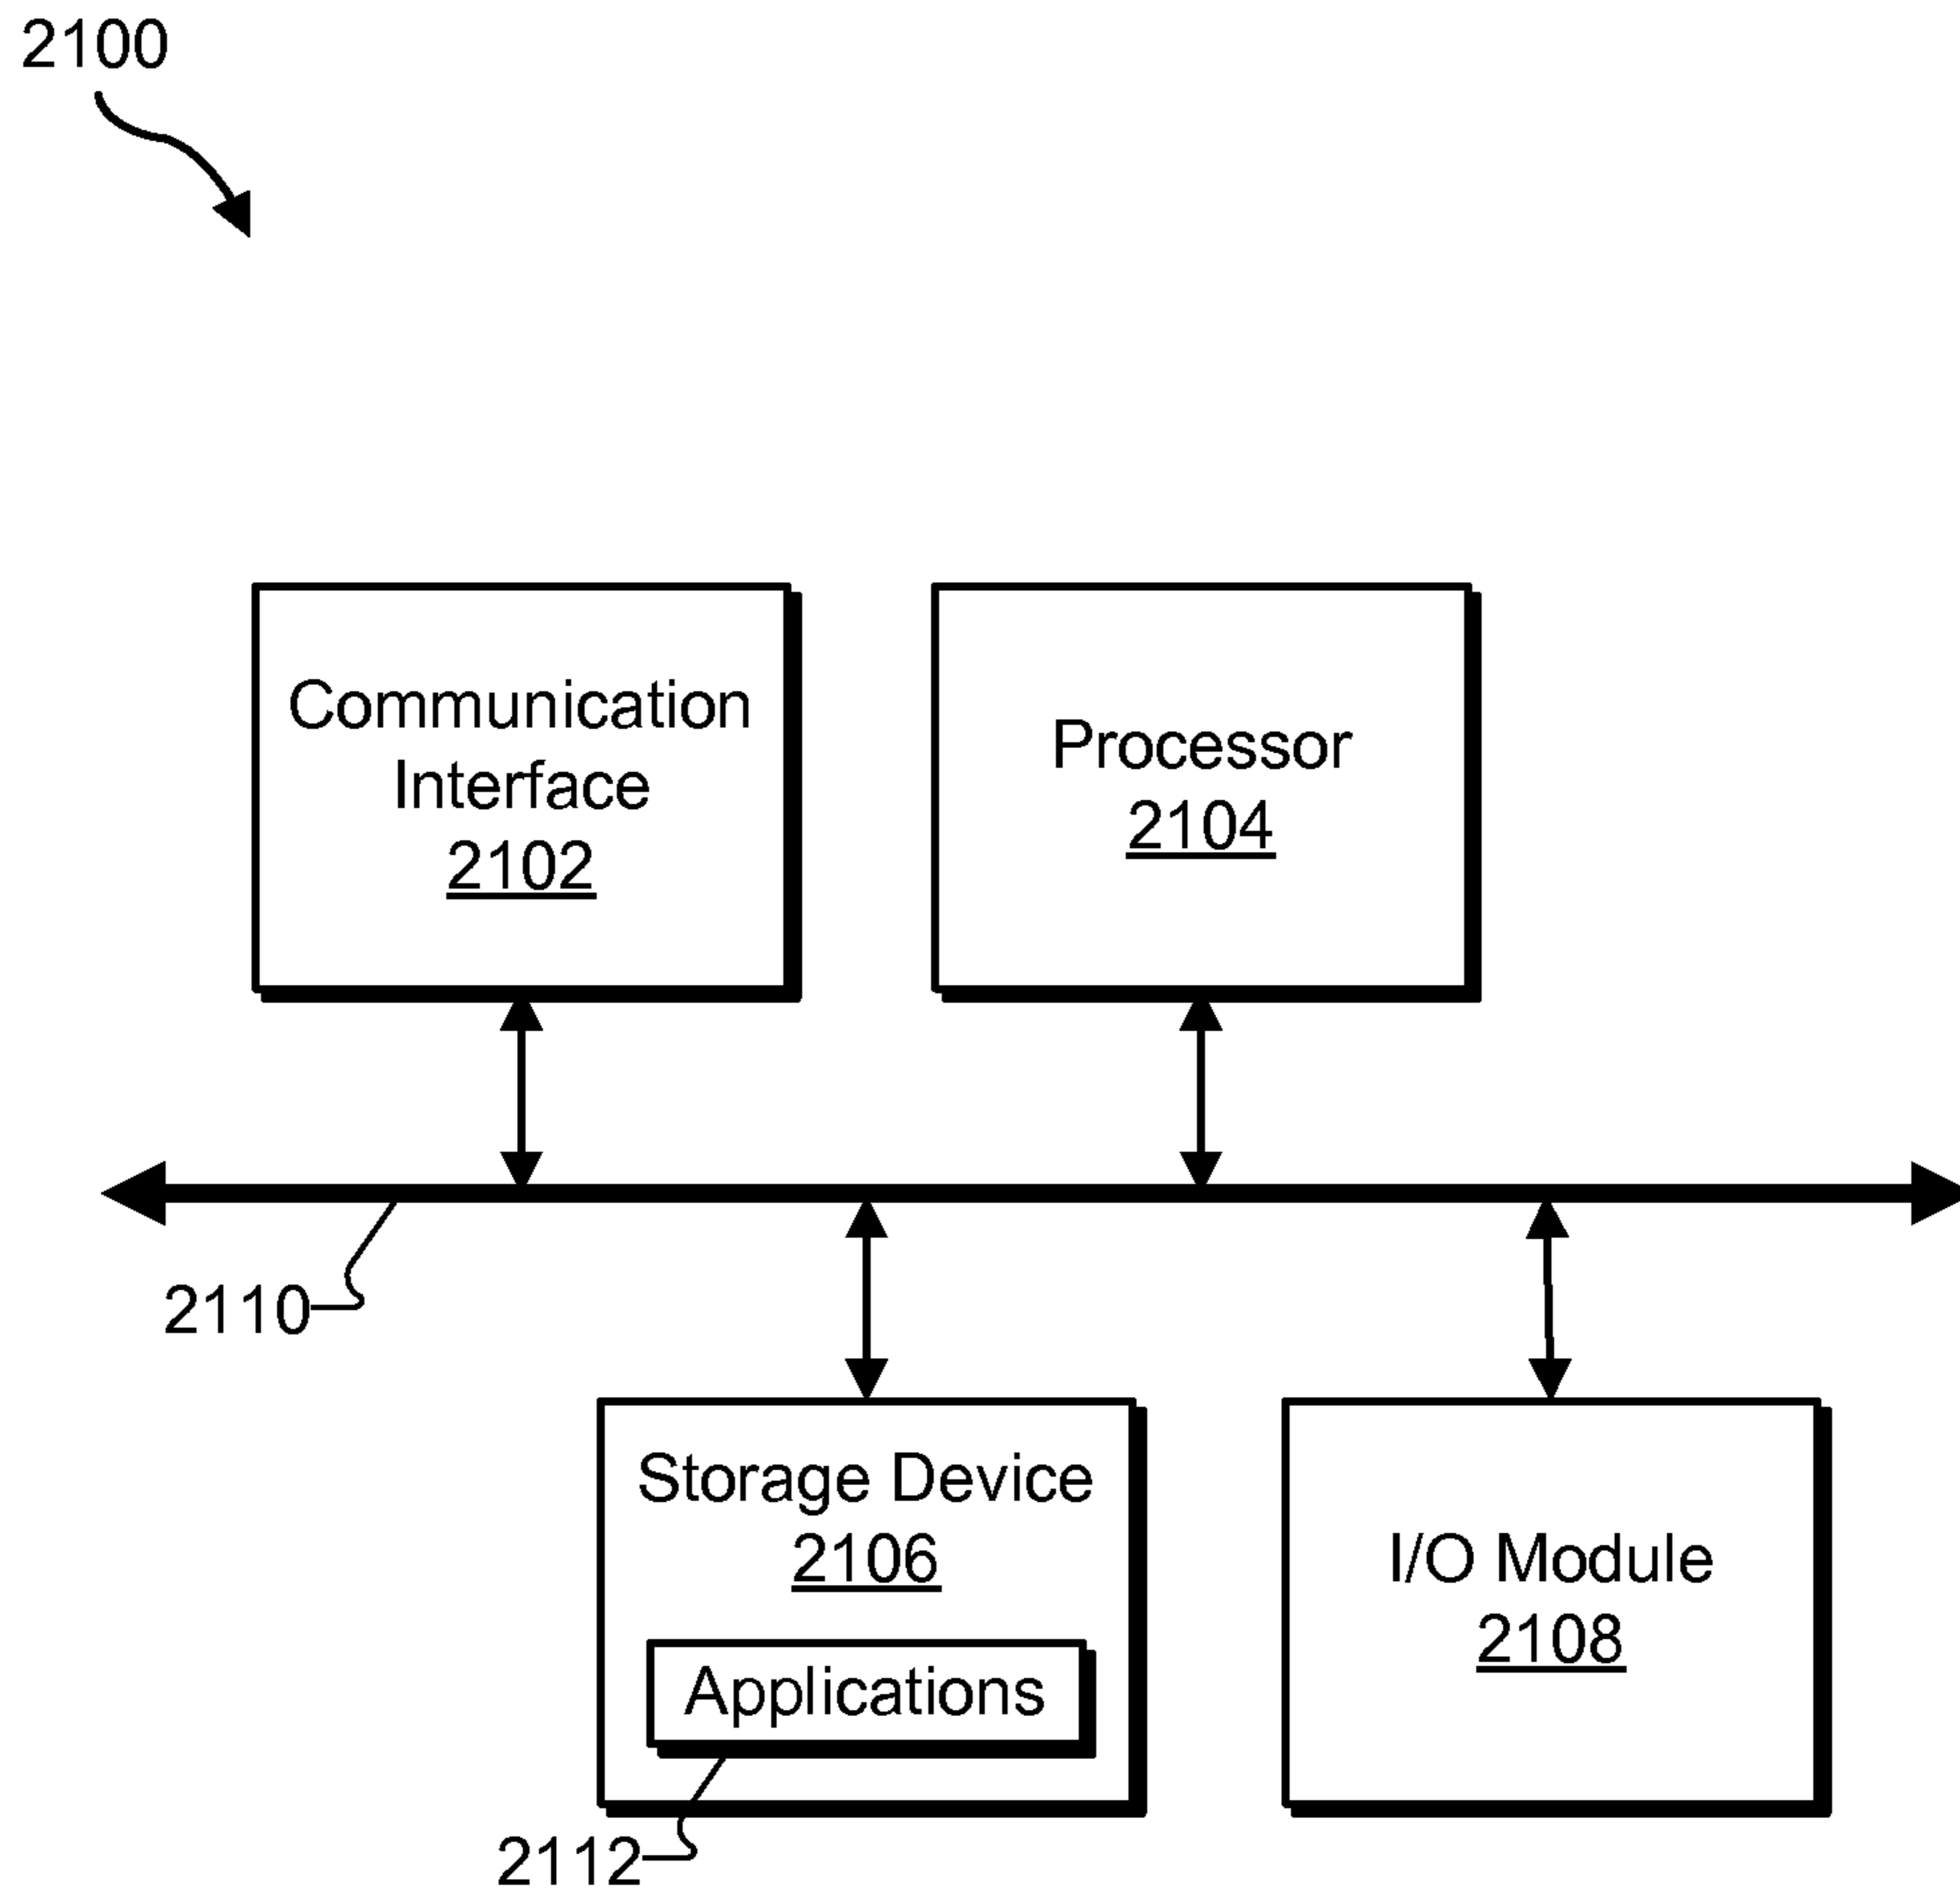 2100
Communication
Interface
2102
Processor
2104
2110
Storage Device
2106
Applications
2112
I/O Module
2108